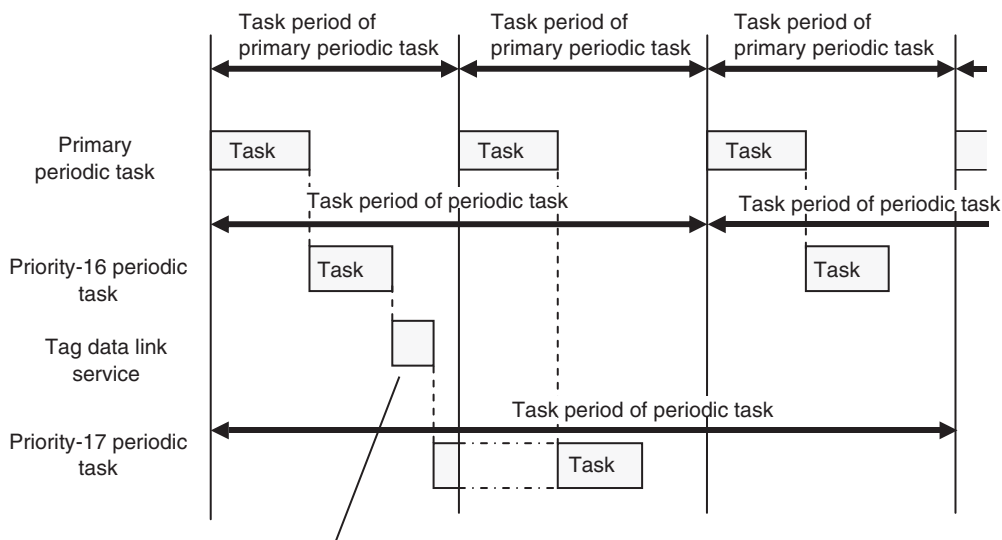 Task period of
primary periodic task
Task period of
primary periodic task
Task period of
primary periodic task
Primary
periodic task
Task
Task
Task
Task period of periodic task
Task period of periodic task
Priority-16 periodic
task
Task
Task
Tag data link
service
Task period of periodic task
Priority-17 periodic
task
Task